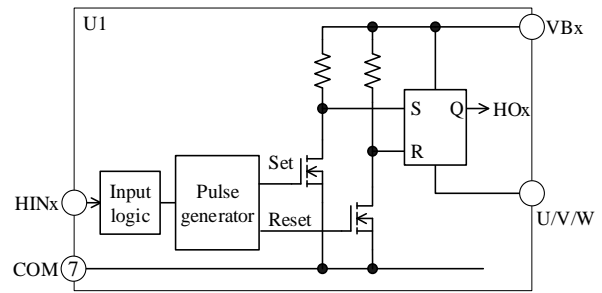 U1
VBx
S
Q
HOx
R
Set
Input
logic
Pulse
generator
HINx
Reset
U/V/W
COM
7